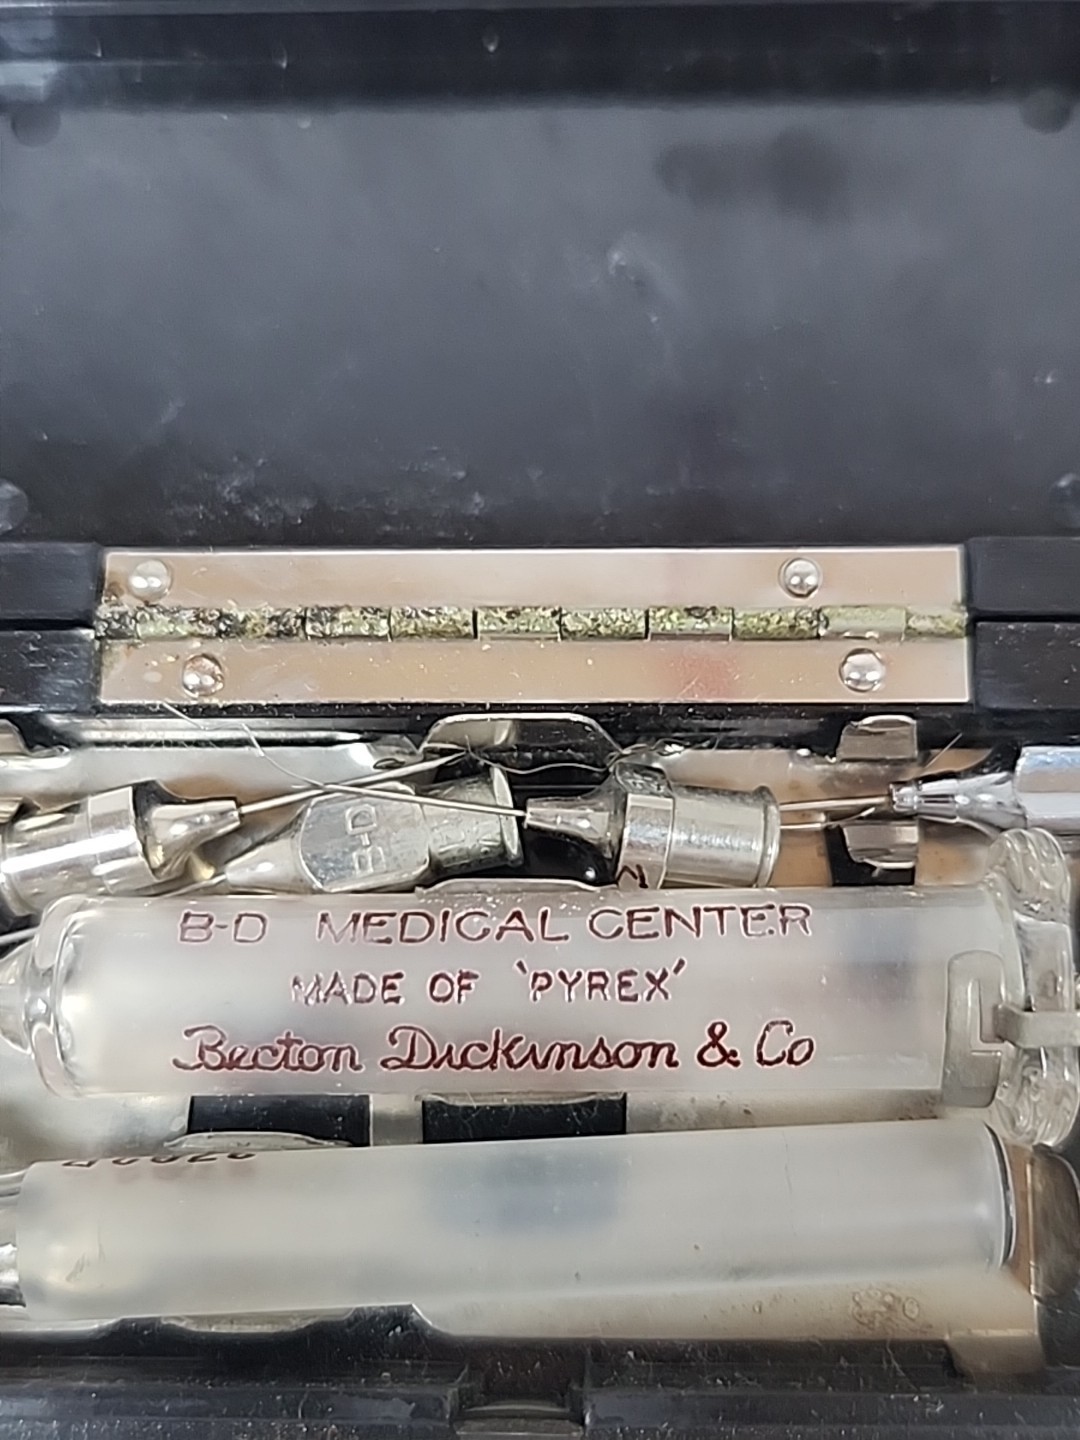 B-D
B-D MEDICAL CENTER
MADE OF 'PYREX'
Becton Dickinson & Co